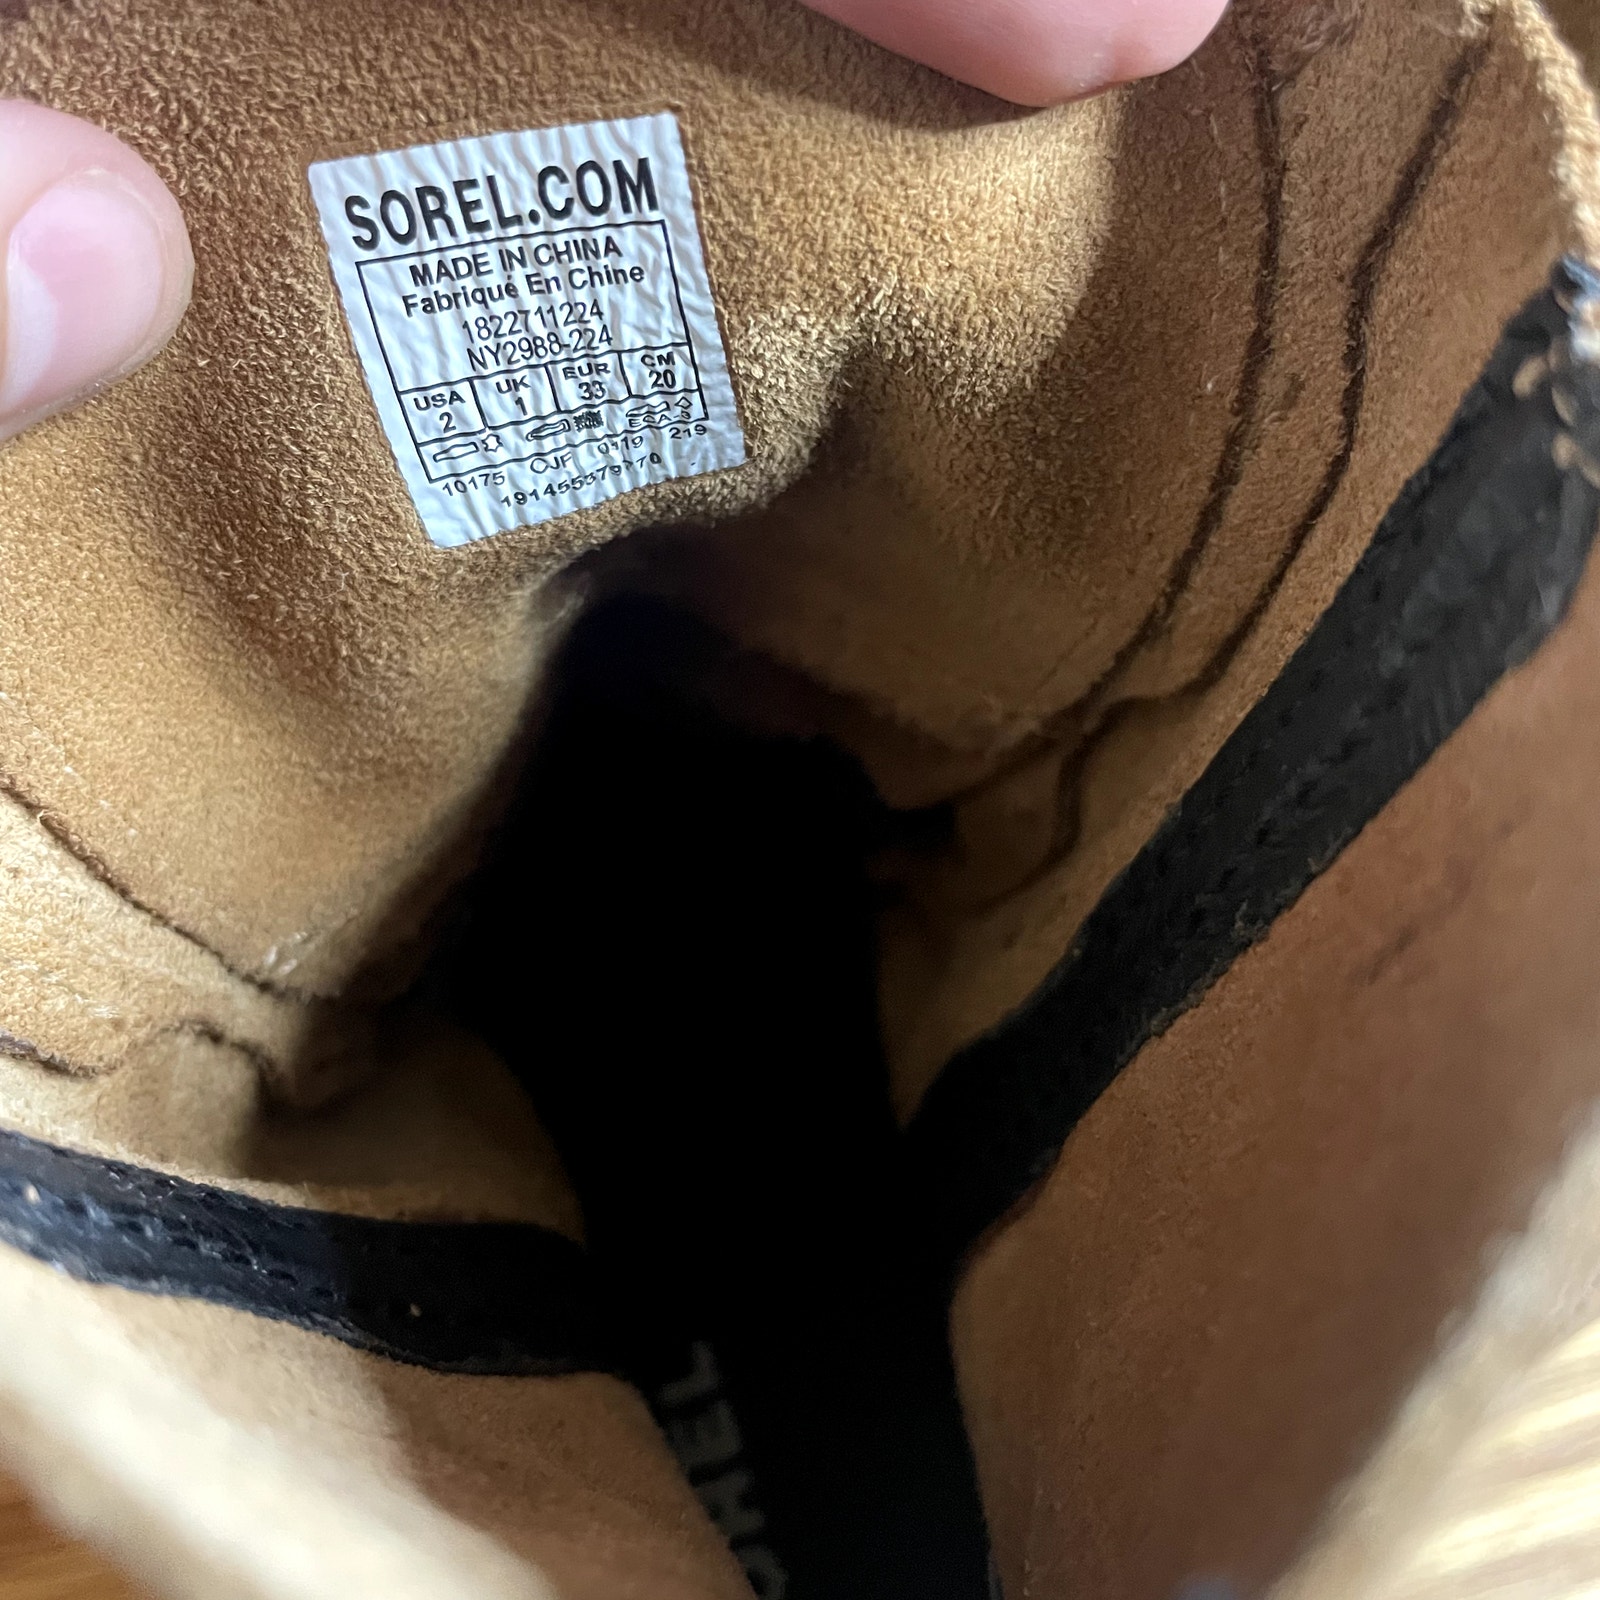 SOREL.COM
MADE IN CHINA
Fabriqué En Chine
1822711224
NY2988-224
USA UK EUR CM
2 1 33 20
10175 CJF 0119 219